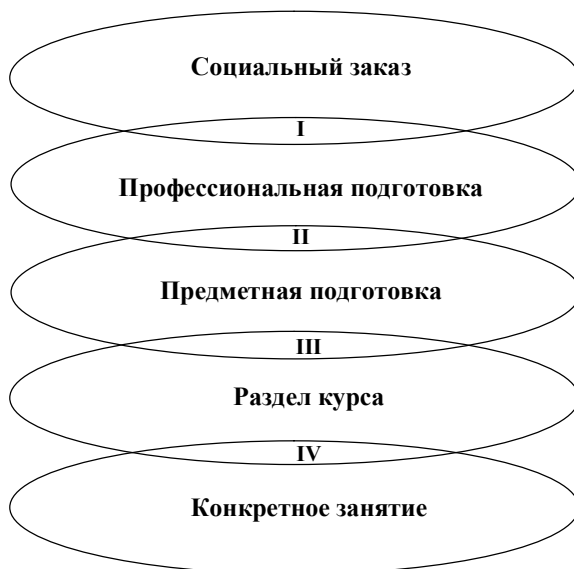 Социальный заказ
I
Профессиональная подготовка
II
Предметная подготовка
III
Раздел курса
IV
Конкретное занятие